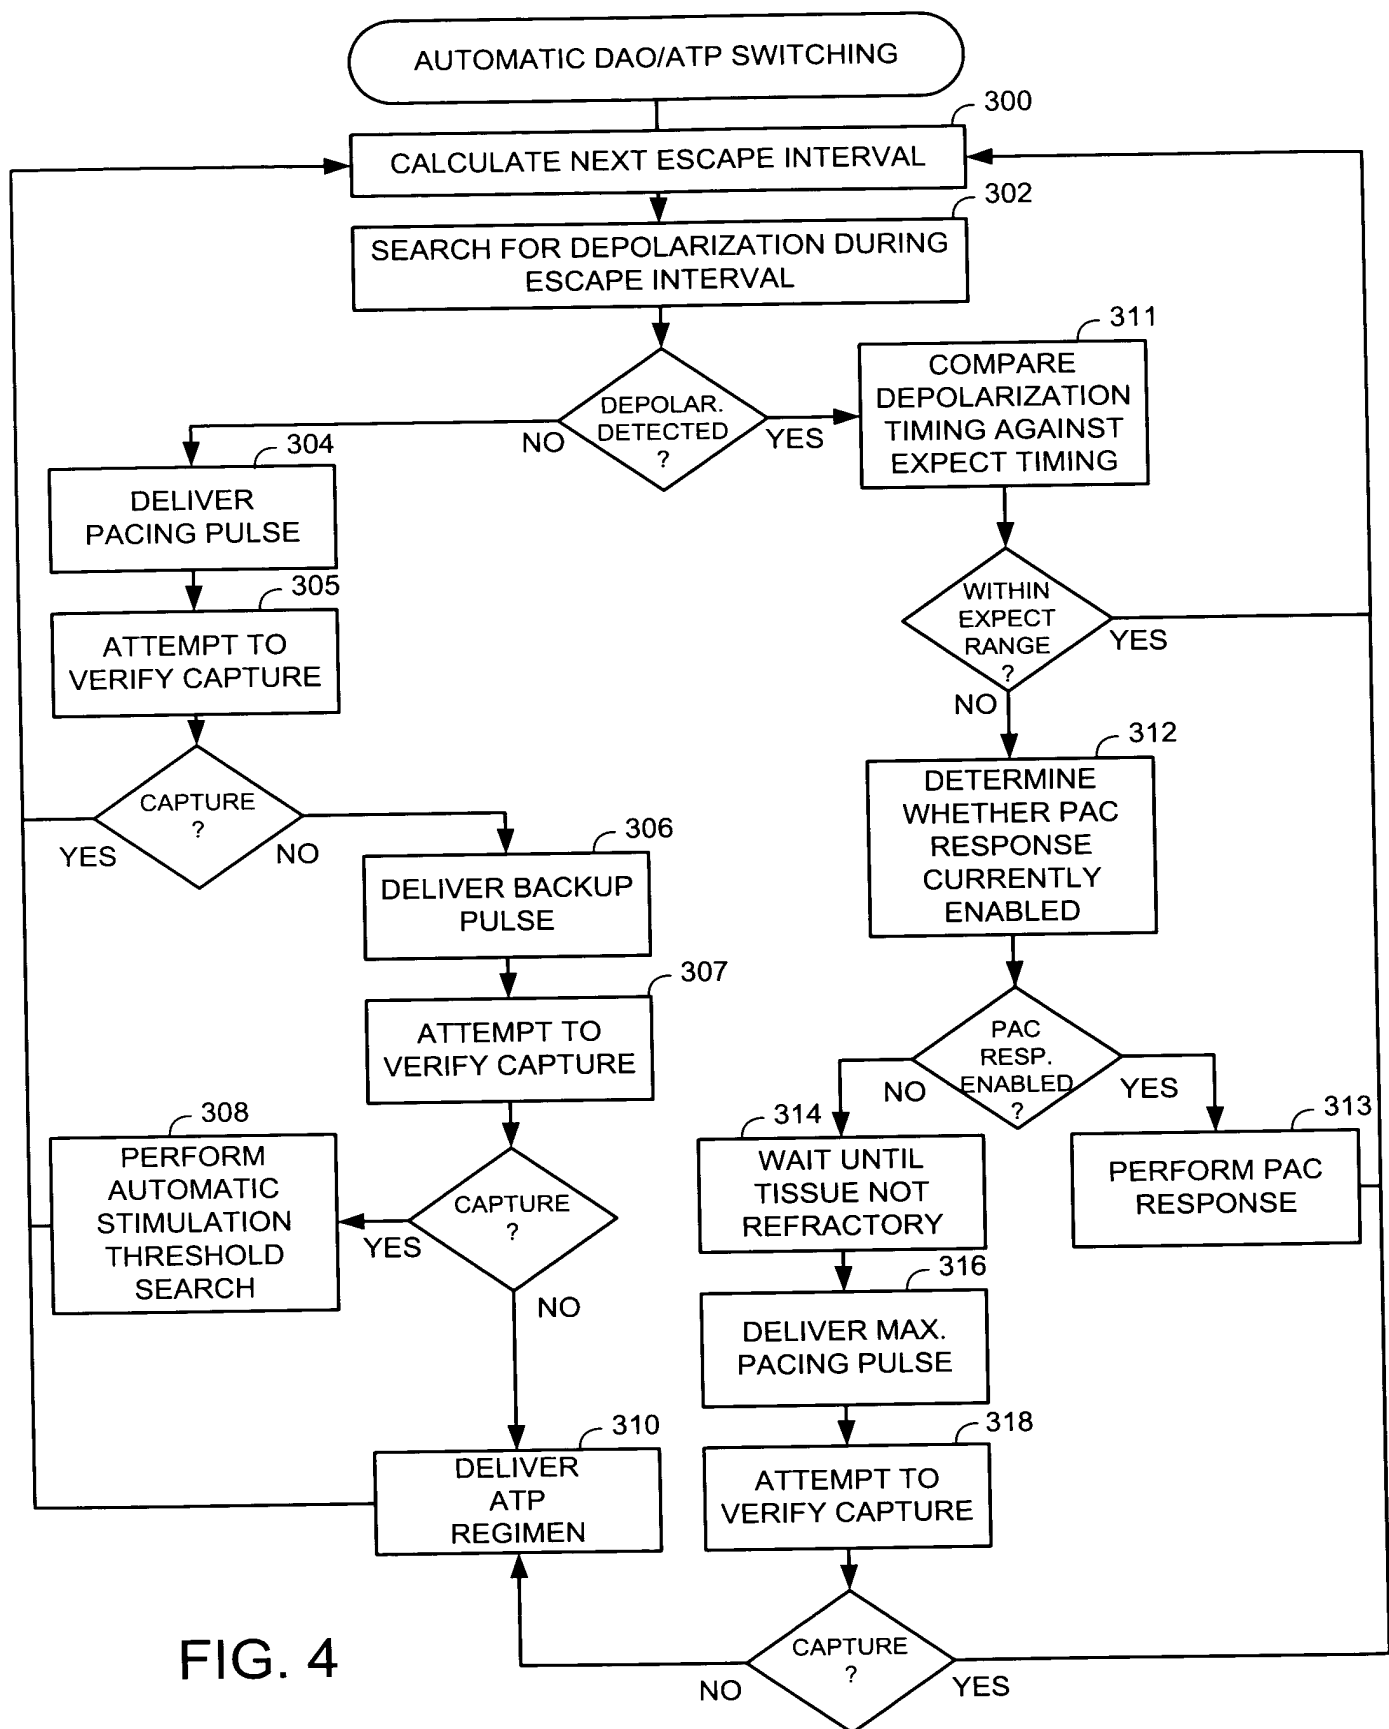 AUTOMATIC DAO/ATP SWITCHING
300
CALCULATE NEXT ESCAPE INTERVAL
302
SEARCH FOR DEPOLARIZATION DURING
ESCAPE INTERVAL
311
COMPARE
DEPOLARIZATION
TIMING AGAINST
EXPECT TIMING
DEPOLAR.
DETECTED
?
NO
YES
304
DELIVER
PACING PULSE
305
ATTEMPT TO
VERIFY CAPTURE
WITHIN
EXPECT
RANGE
?
YES
NO
312
DETERMINE
WHETHER PAC
RESPONSE
CURRENTLY
ENABLED
CAPTURE
?
YES
NO
306
DELIVER BACKUP
PULSE
307
ATTEMPT TO
VERIFY CAPTURE
PAC
RESP.
ENABLED
?
NO
YES
308
PERFORM
AUTOMATIC
STIMULATION
THRESHOLD
SEARCH
CAPTURE
?
YES
NO
314
WAIT UNTIL
TISSUE NOT
REFRACTORY
313
PERFORM PAC
RESPONSE
316
DELIVER MAX.
PACING PULSE
310
DELIVER
ATP
REGIMEN
318
ATTEMPT TO
VERIFY CAPTURE
CAPTURE
?
NO
YES
FIG. 4